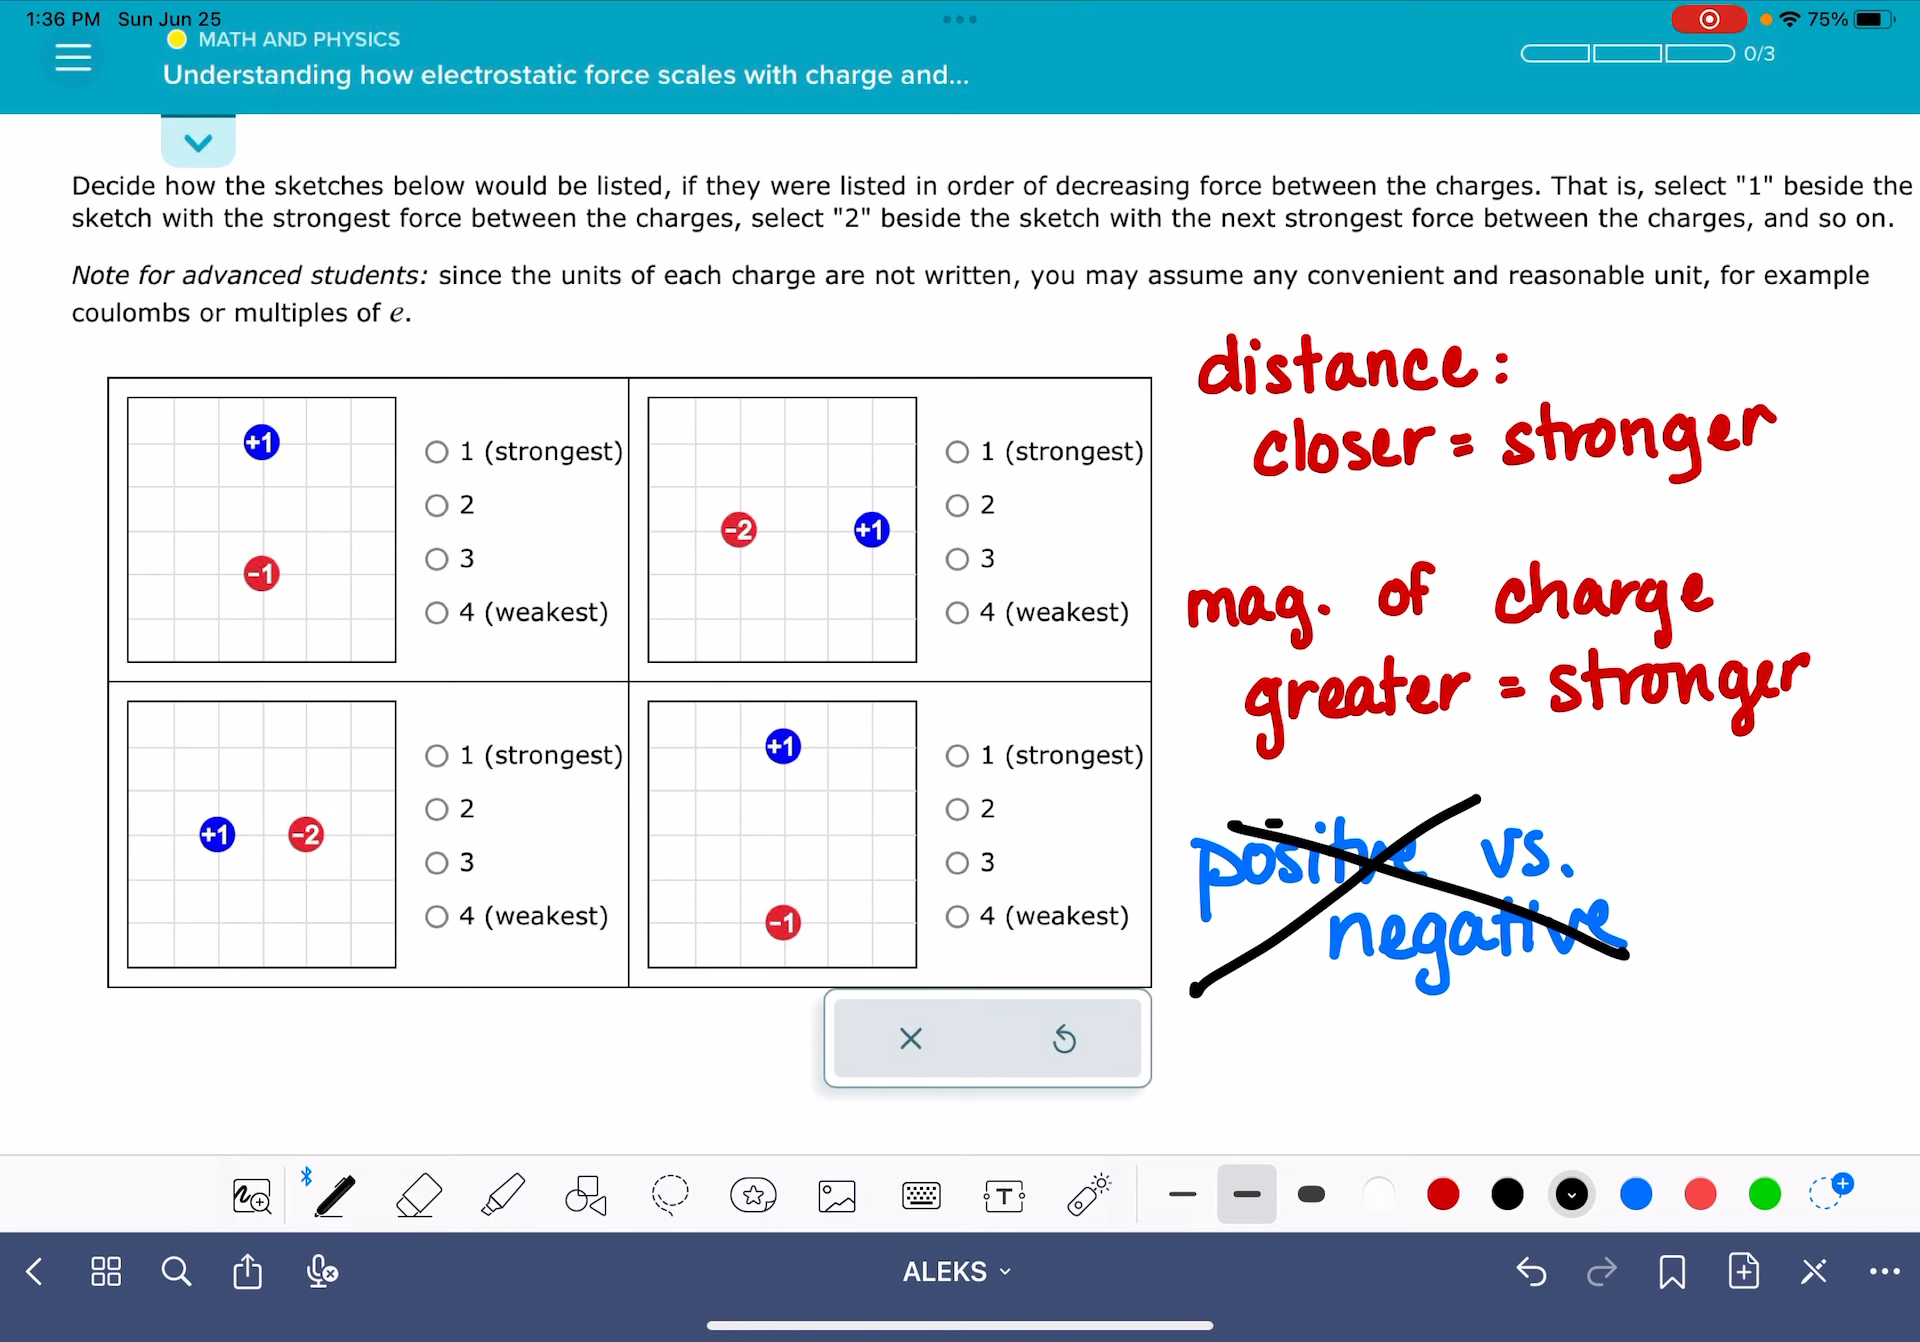 1:36 PM Sun Jun 25
75%
MATH AND PHYSICS
Understanding how electrostatic force scales with charge and...
0/3
Decide how the sketches below would be listed, if they were listed in order of decreasing force between the charges. That is, select "1" beside the
sketch with the strongest force between the charges, select "2" beside the sketch with the next strongest force between the charges, and so on.
Note for advanced students: since the units of each charge are not written, you may assume any convenient and reasonable unit, for example
coulombs or multiples of e.
+1
-1
1 (strongest)
2
3
4 (weakest)
-2
+1
1 (strongest)
2
3
4 (weakest)
+1
-2
1 (strongest)
2
3
4 (weakest)
+1
-1
1 (strongest)
2
3
4 (weakest)
distance:
closer = stronger
mag. of charge
greater = stronger
positive vs.
negative
T
ALEKS